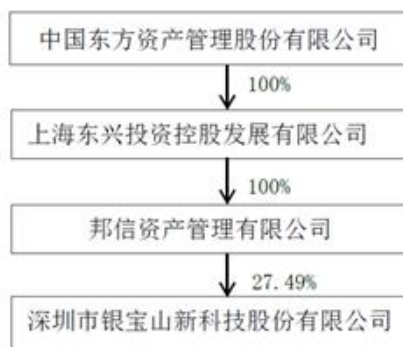 中国东方资产管理股份有限公司
100%
上海东兴投资控股发展有限公司
100%
邦信资产管理有限公司
27.49%
深圳市银宝山新科技股份有限公司